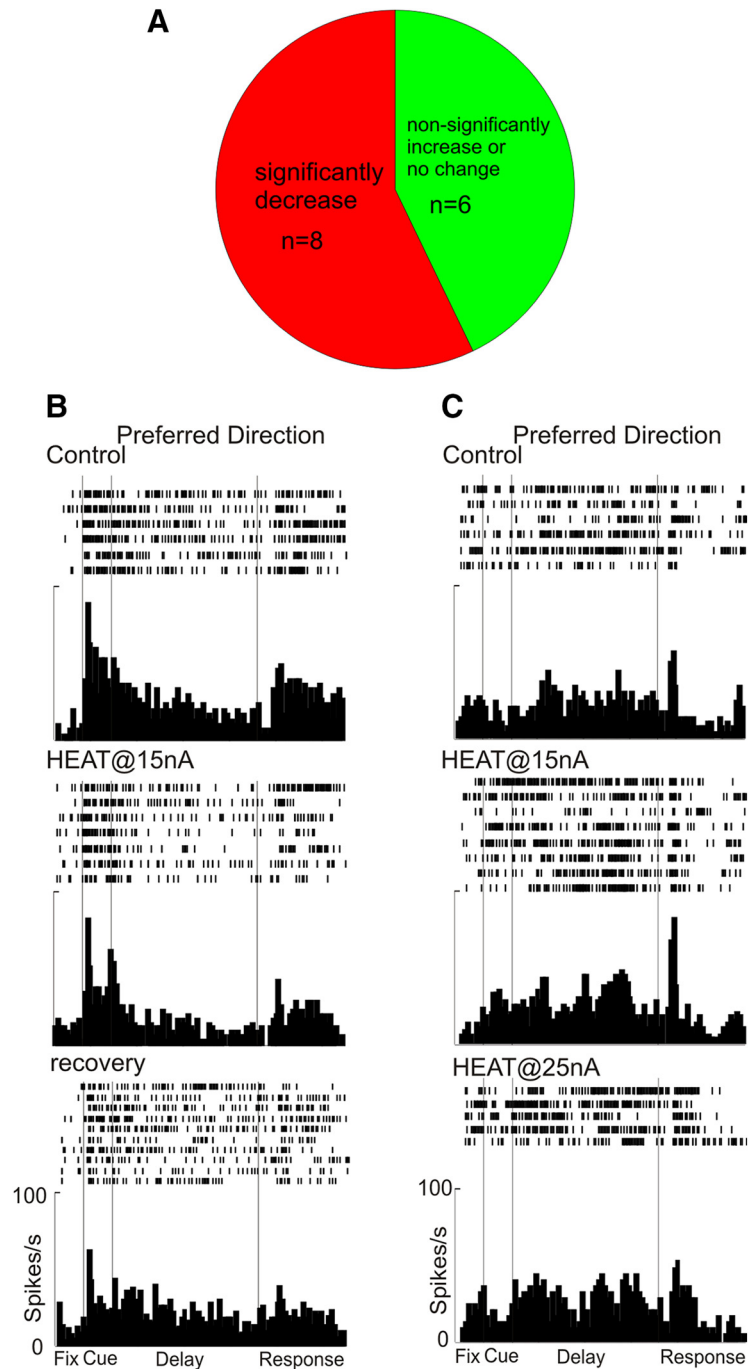 A
significantly
decrease
n=8
non-significantly
increase or
no change
n=6
B
Preferred Direction
Control
HEAT@15nA
recovery
100
Spikes/s
0
Fix Cue Delay Response
C
Preferred Direction
Control
HEAT@15nA
HEAT@25nA
100
Spikes/s
0
Fix Cue Delay Response